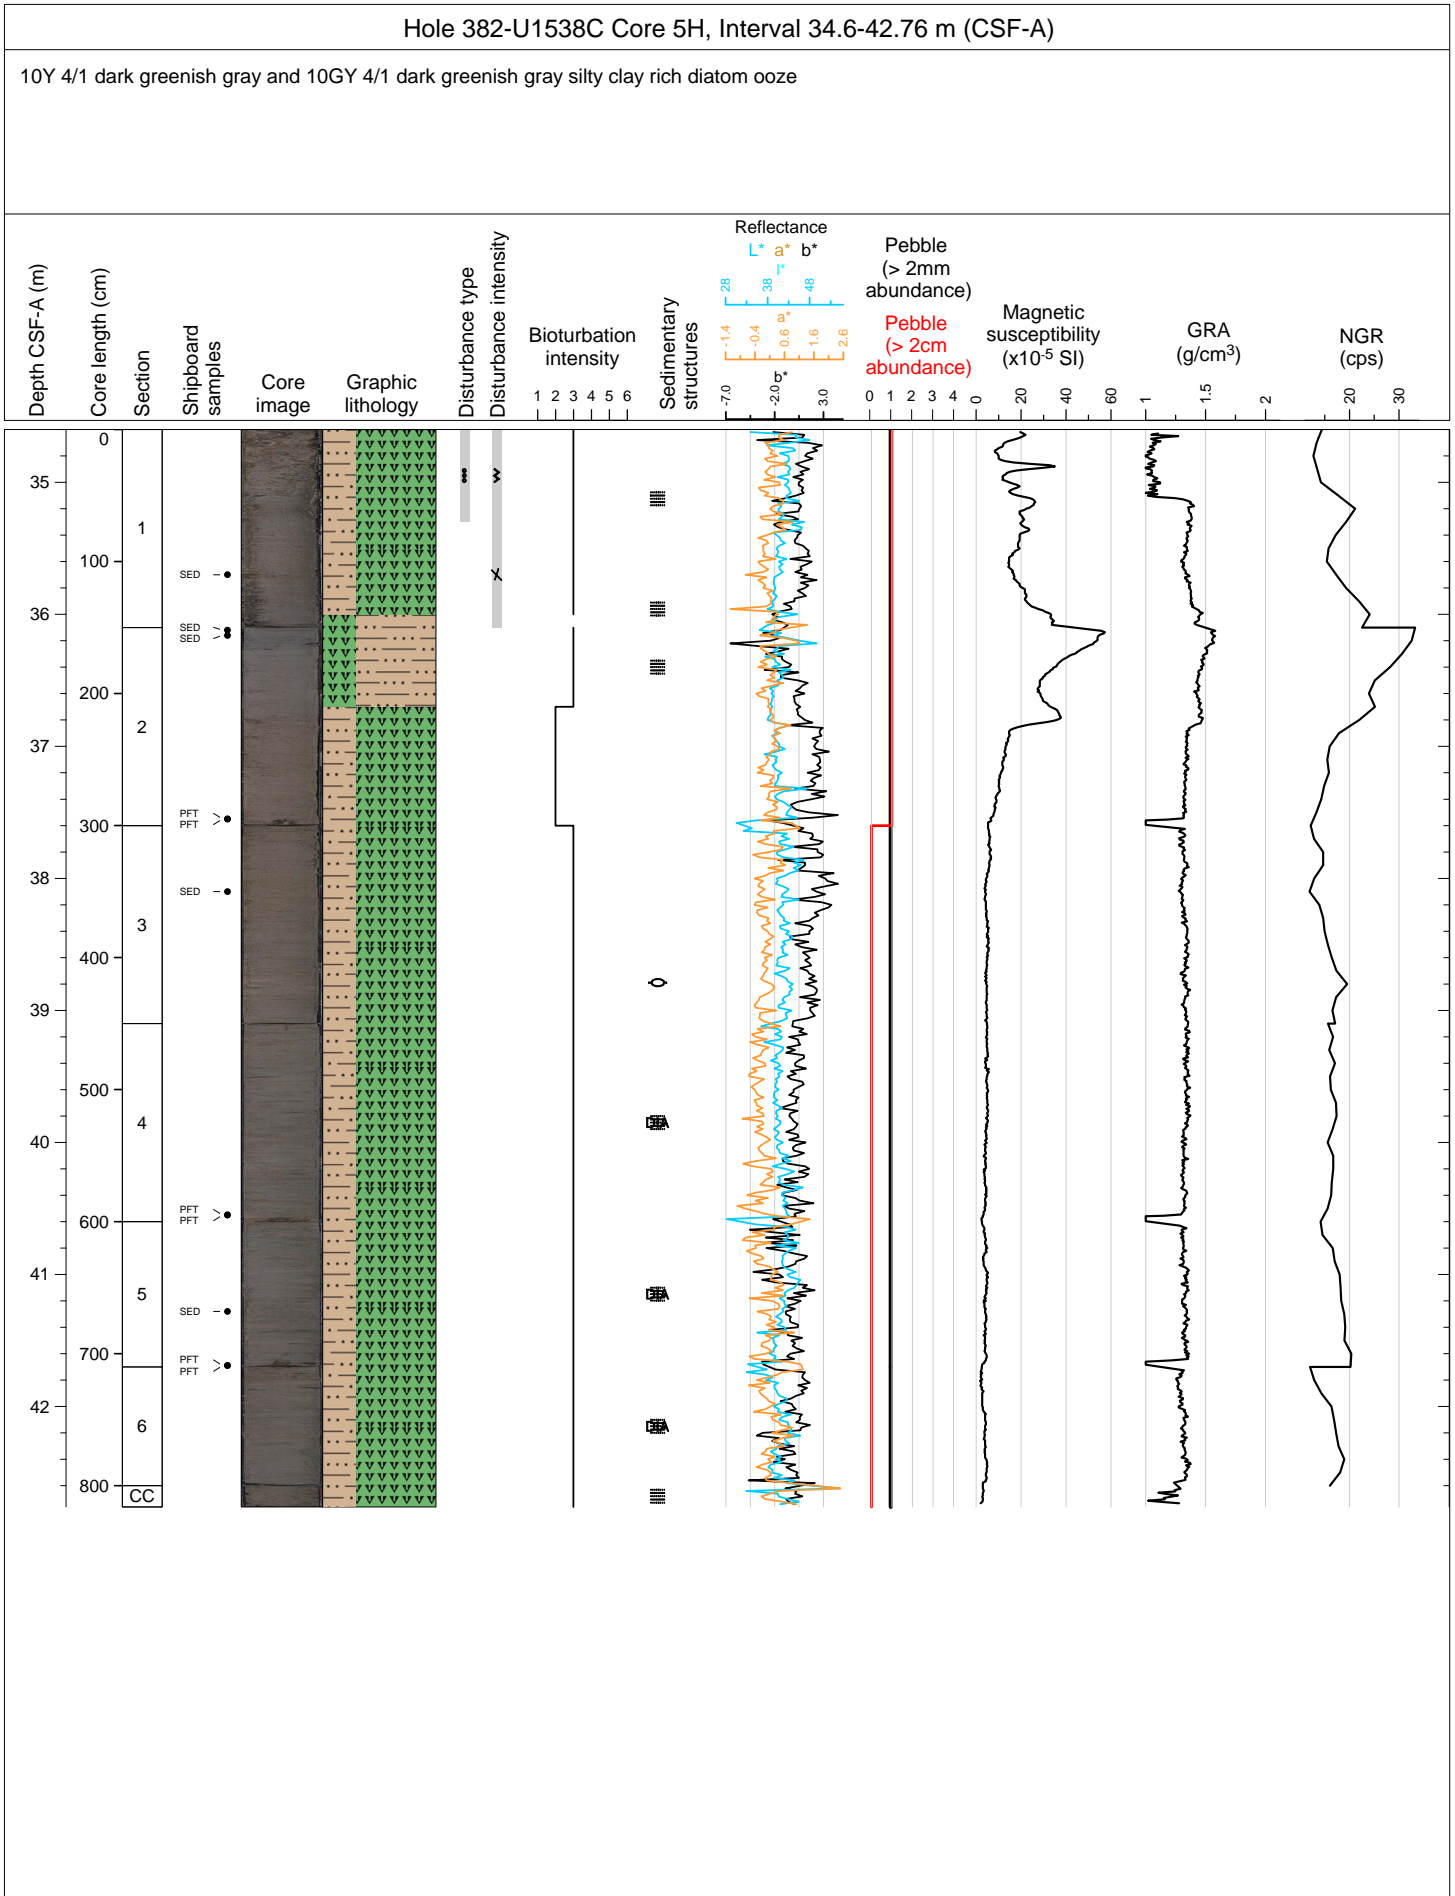 Hole 382-U1538C Core 5H, Interval 34.6-42.76 m (CSF-A)
10Y 4/1 dark greenish gray and 10GY 4/1 dark greenish gray silty clay rich diatom ooze
Depth CSF-A (m)
Core length (cm)
Section
Shipboard
samples
Core
image
Graphic
lithology
Disturbance type
Disturbance intensity
Bioturbation
intensity
1 2 3 4 5 6
Sedimentary
structures
Reflectance
L* a* b*
l*
28 38 48
a*
-1.4 -0.4 0.6 1.6 2.6
b*
-7.0 -2.0 3.0
Pebble
(> 2mm
abundance)
Pebble
(> 2cm
abundance)
0 1 2 3 4
Magnetic
susceptibility
(x10-5 SI)
0 20 40 60
GRA
(g/cm3)
1 1.5 2
NGR
(cps)
20 30
0
35
1
100
SED
36
SED
SED
200
2
37
PFT
PFT
300
38
SED
3
400
39
500
4
40
DIA
PFT
PFT
600
41
5
DIA
SED
700
PFT
PFT
42
6
DIA
800
CC